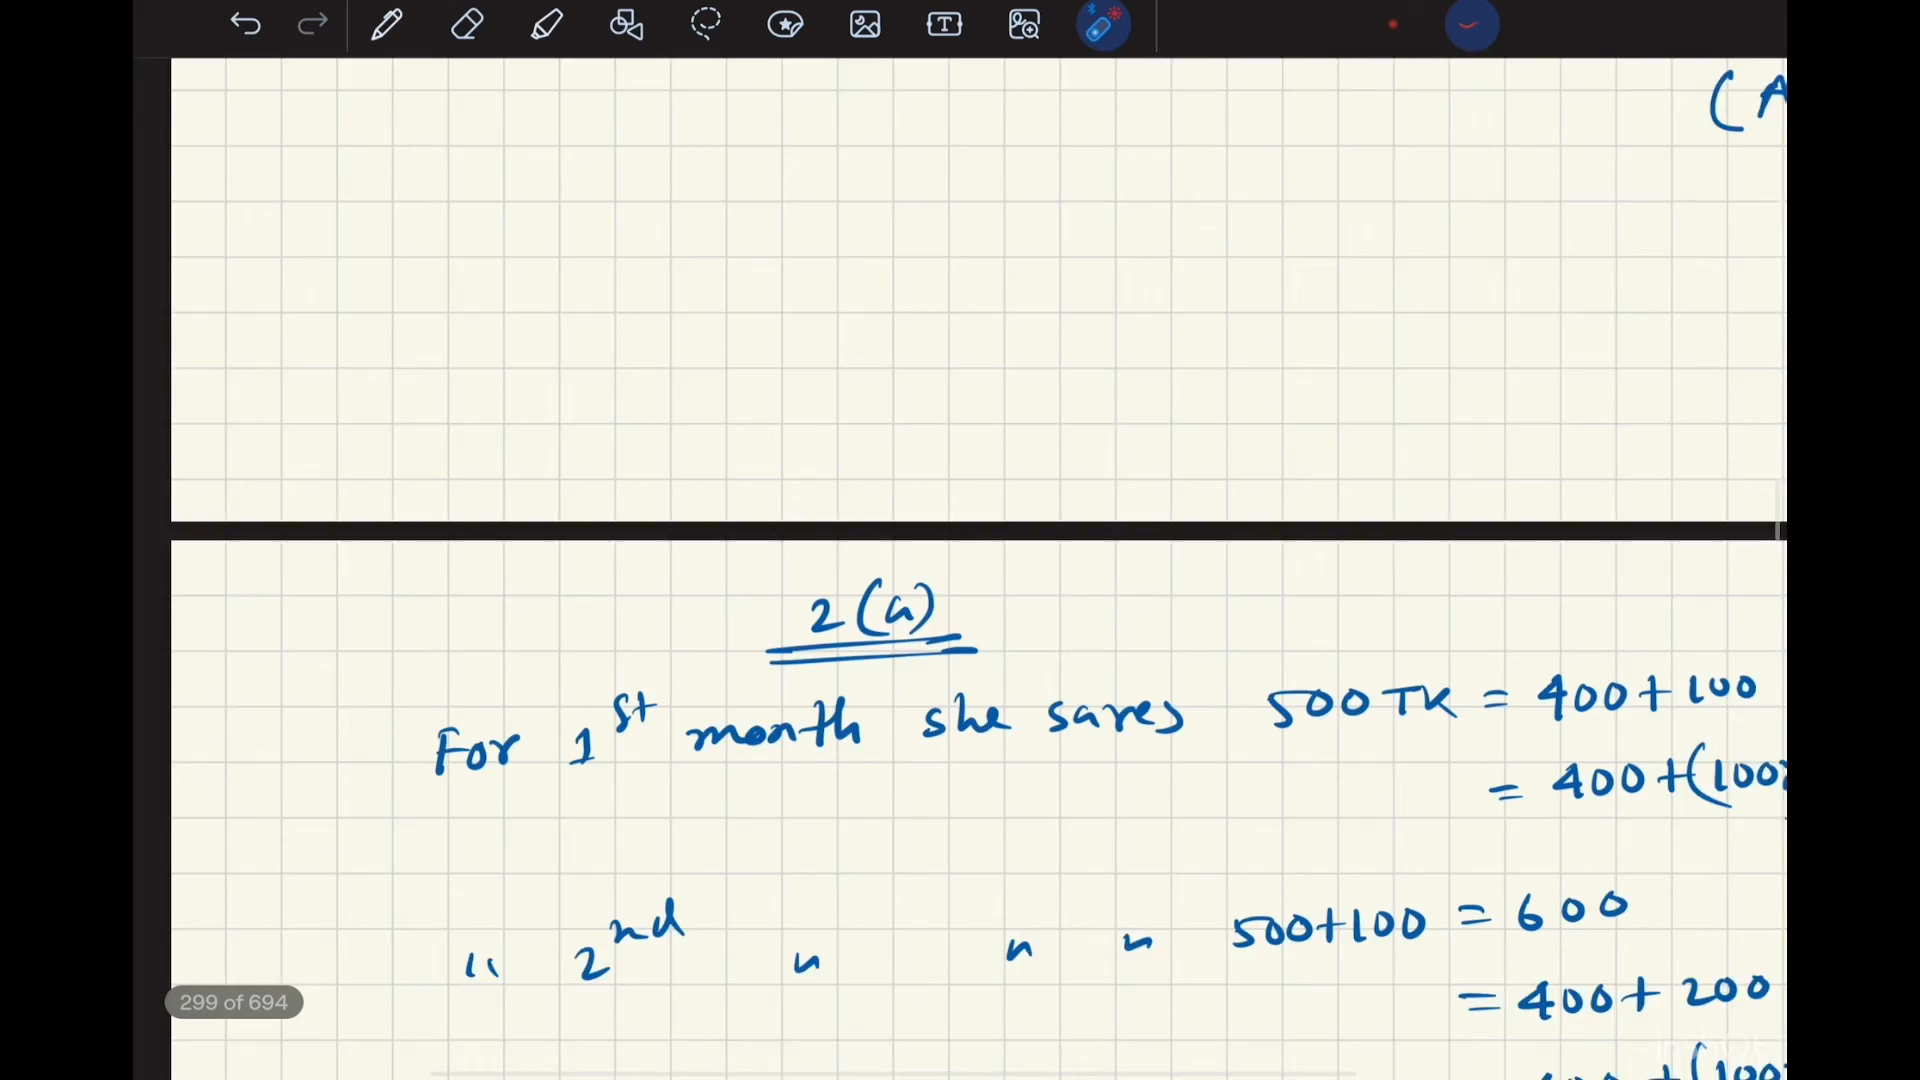 (A
2(a)
For 1st month she saves 500 TK = 400+100
= 400+(100
" 2nd " " " 500+100 = 600
299 of 694
= 400+ 200
+(100